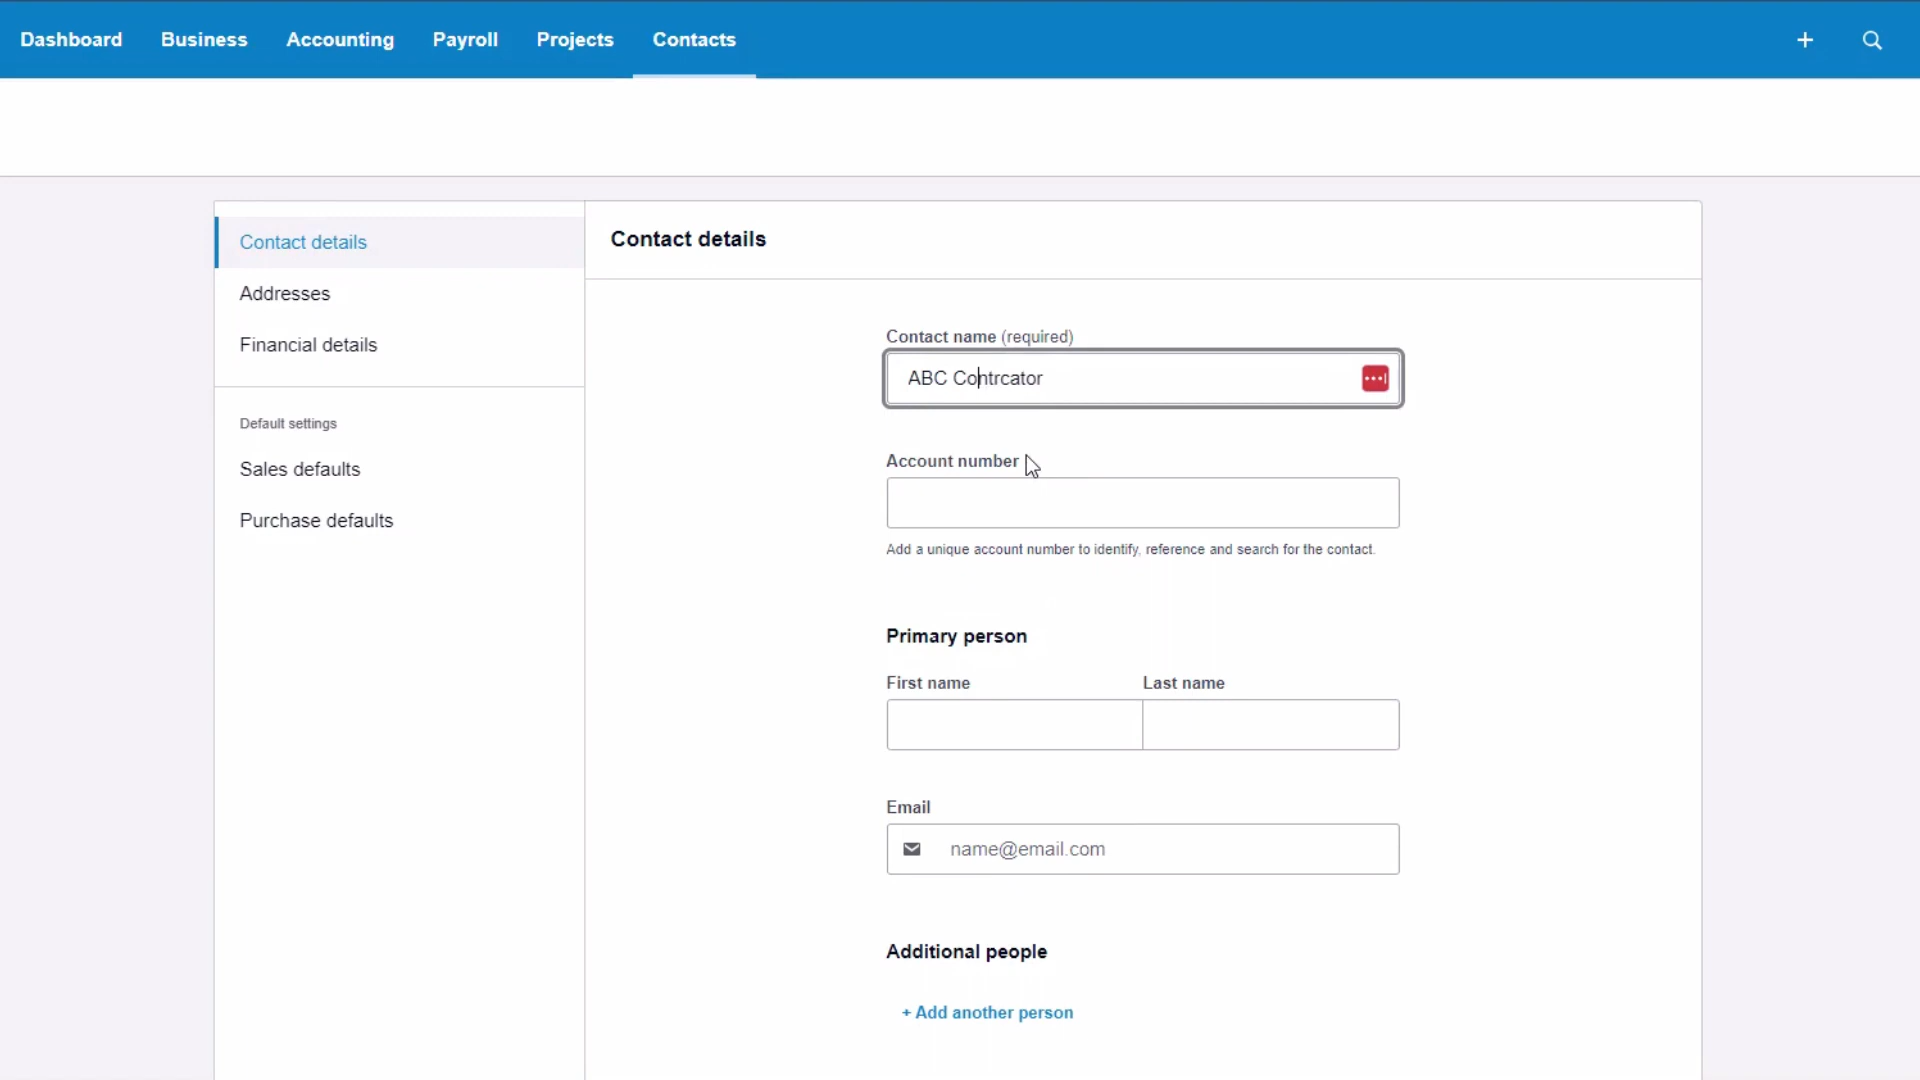 Dashboard Business Accounting Payroll Projects Contacts
Contact details
Addresses
Financial details
Default settings
Sales defaults
Purchase defaults
Contact details
Contact name (required)
ABC Contrcator
Account number
Add a unique account number to identify, reference and search for the contact.
Primary person
First name Last name
Email
name@email.com
Additional people
+ Add another person